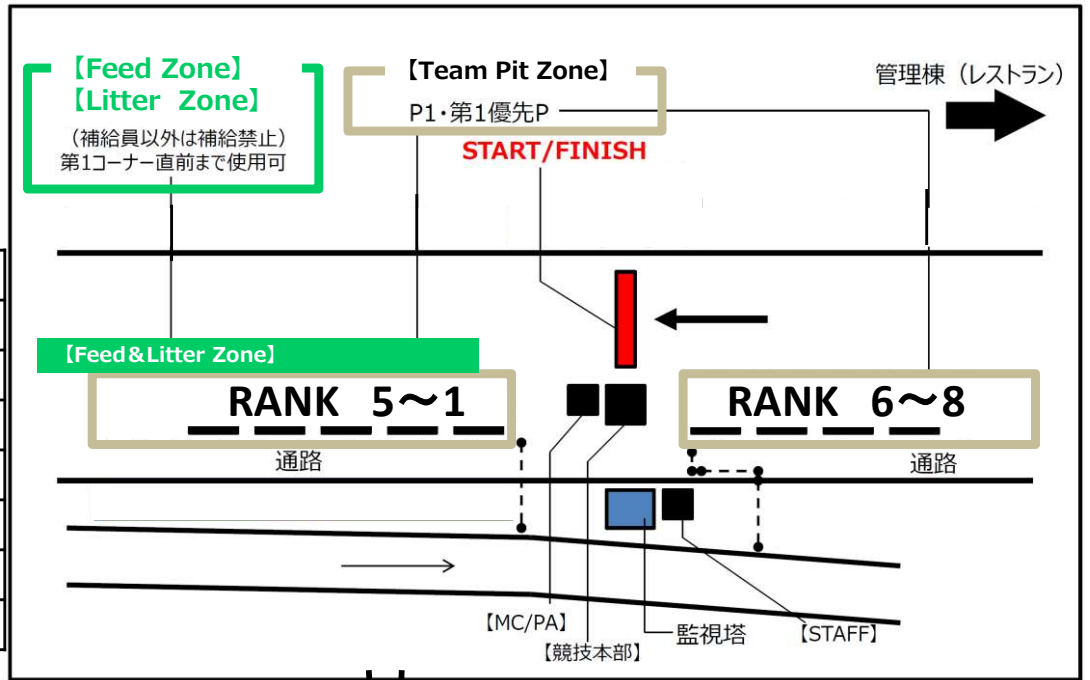 【Feed Zone】
【Litter Zone】
（補給員以外は補給禁止）
第1コーナー直前まで使用可
【Team Pit Zone】
P1・第1優先P
START/FINISH
管理棟（レストラン）
【Feed&Litter Zone】
RANK 5～1
RANK 6～8
通路
通路
【MC/PA】
【競技本部】
監視塔
【STAFF】